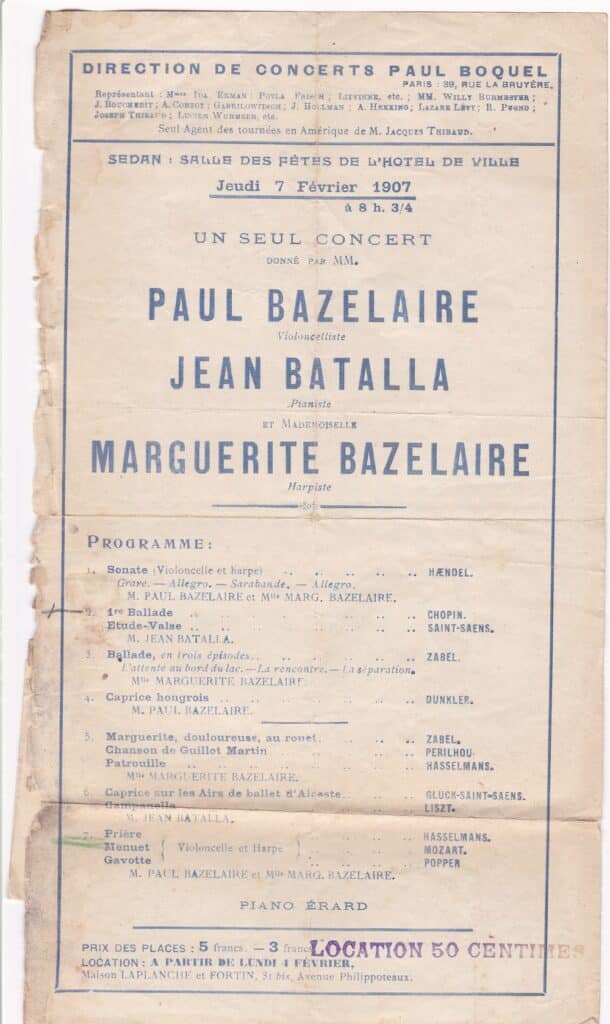 DIRECTION DE CONCERTS PAUL BOQUEL
PARIS : 39, RUE LA BRUYÈRE,
Représentant : Mmes IDA EKMAN : POVLA FRISCH ; LITVINNE, etc. ; MM. WILLY BURMESTER ;
J. BOUCHERIT ; A. CORTOT ; GABRILOWITSCH ; J. HOLLMAN ; A. HEKKING ; LAZARE LÉVY ; R. PUGNO ;
JOSEPH THIBAUD ; LUCIEN WURMSER, etc.
Seul Agent des tournées en Amérique de M. JACQUES THIBAUD.
SEDAN : SALLE DES FÊTES DE L'HOTEL DE VILLE
Jeudi 7 Février 1907
à 8 h. 3/4
UN SEUL CONCERT
DONNÉ PAR MM.
PAUL BAZELAIRE
Violoncelliste
JEAN BATALLA
Pianiste
ET MADEMOISELLE
MARGUERITE BAZELAIRE
Harpiste
PROGRAMME :
1. Sonate (Violoncelle et harpe) .. .. .. .. .. HÆNDEL.
Grave. — Allegro. — Sarabande. — Allegro.
M. PAUL BAZELAIRE et Mlle MARG. BAZELAIRE.
2. 1re Ballade .. .. .. .. .. CHOPIN.
Etude-Valse .. .. .. .. .. SAINT-SAENS.
M. JEAN BATALLA.
3. Ballade, en trois épisodes.. .. .. .. .. ZABEL.
L'attente au bord du lac. — La rencontre. — La séparation.
Mlle MARGUERITE BAZELAIRE.
4. Caprice hongrois .. .. .. .. .. DUNKLER.
M. PAUL BAZELAIRE.
5. Marguerite, douloureuse, au rouet. .. .. .. ZABEL.
Chanson de Guillot Martin .. .. .. .. PERILHOU.
Patrouille .. .. .. .. .. HASSELMANS.
Mlle MARGUERITE BAZELAIRE.
6. Caprice sur les Airs de ballet d'Alceste. .. .. .. GLUCK-SAINT-SAENS.
Campanella .. .. .. .. LISZT.
M. JEAN BATALLA.
7. Prière .. .. .. .. HASSELMANS.
Menuet { Violoncelle et Harpe } .. .. .. MOZART.
Gavotte .. .. .. .. POPPER
M. PAUL BAZELAIRE et Mlle MARG. BAZELAIRE.
PIANO ÉRARD
PRIX DES PLACES : 5 francs. — 3 francs
LOCATION 50 CENTIMES
LOCATION : A PARTIR DE LUNDI 4 FÉVRIER,
Maison LAPLANCHE et FORTIN, 31 bis, Avenue Philippoteaux.